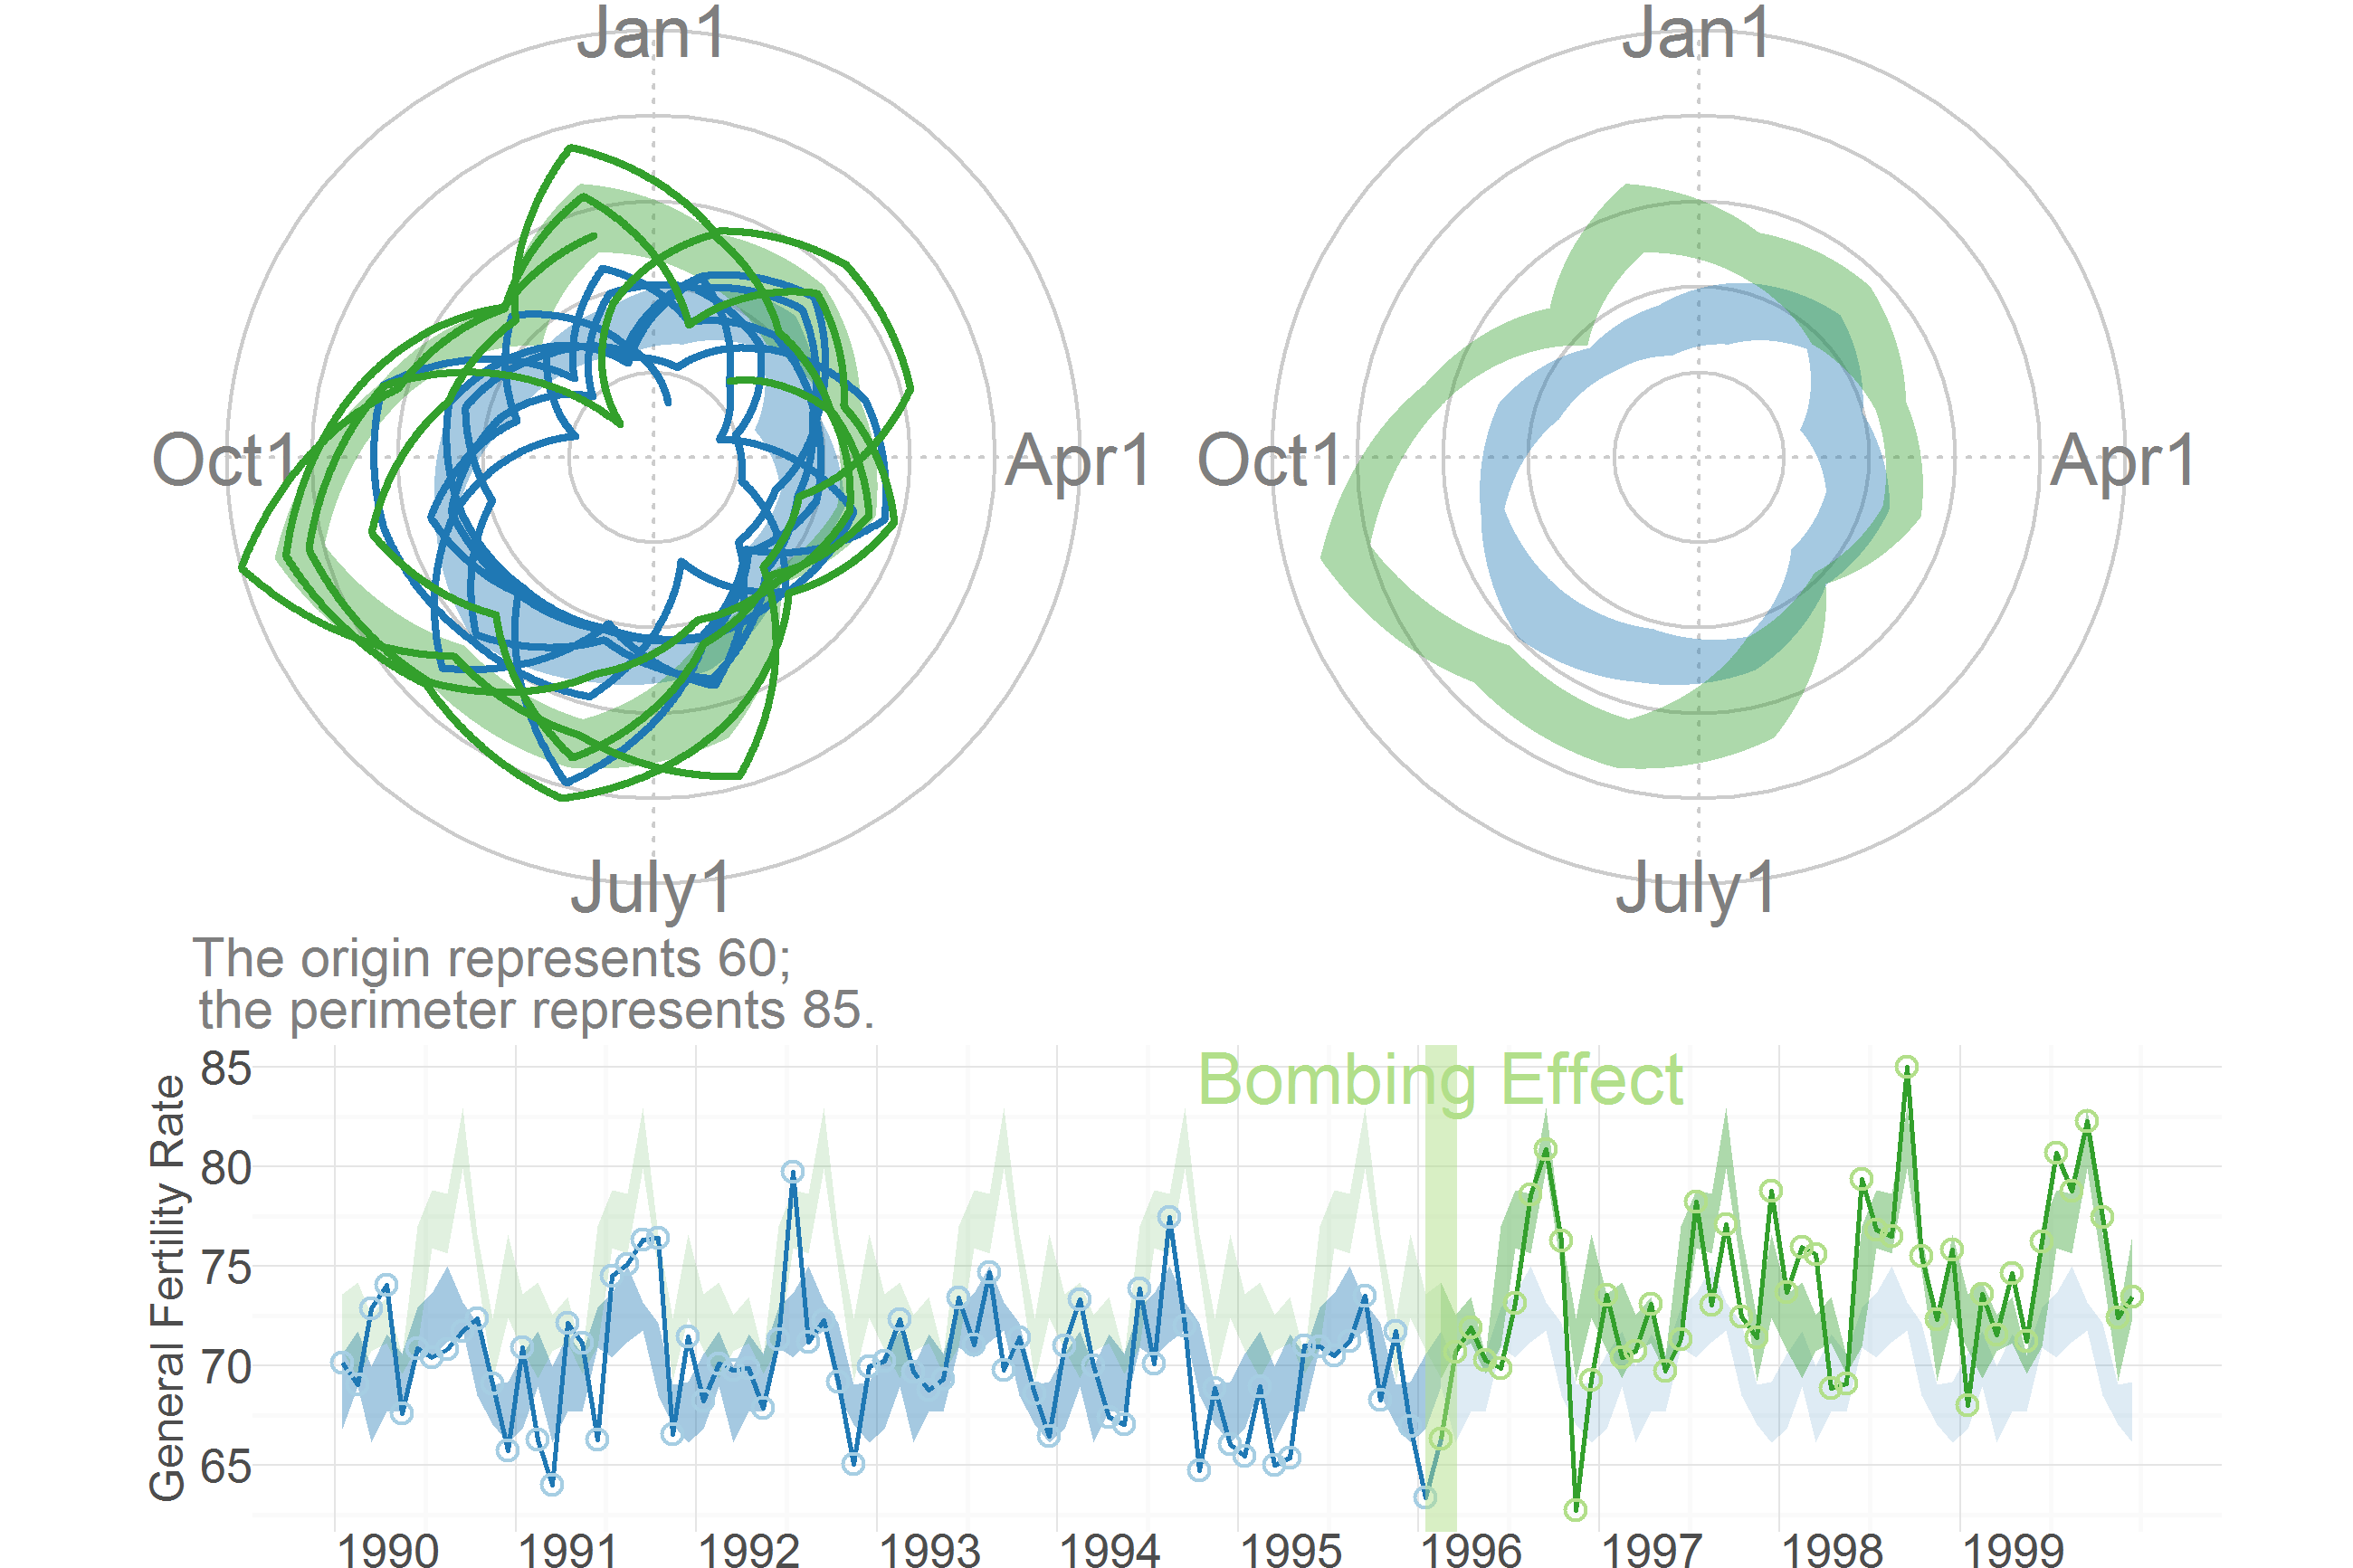 Jan1
Jan1
Oct1
Apr1
Oct1
Apr1
July1
July1
The origin represents 60;
the perimeter represents 85.
Bombing Effect
General Fertility Rate
85
80
75
70
65
1990
1991
1992
1993
1994
1995
1996
1997
1998
1999